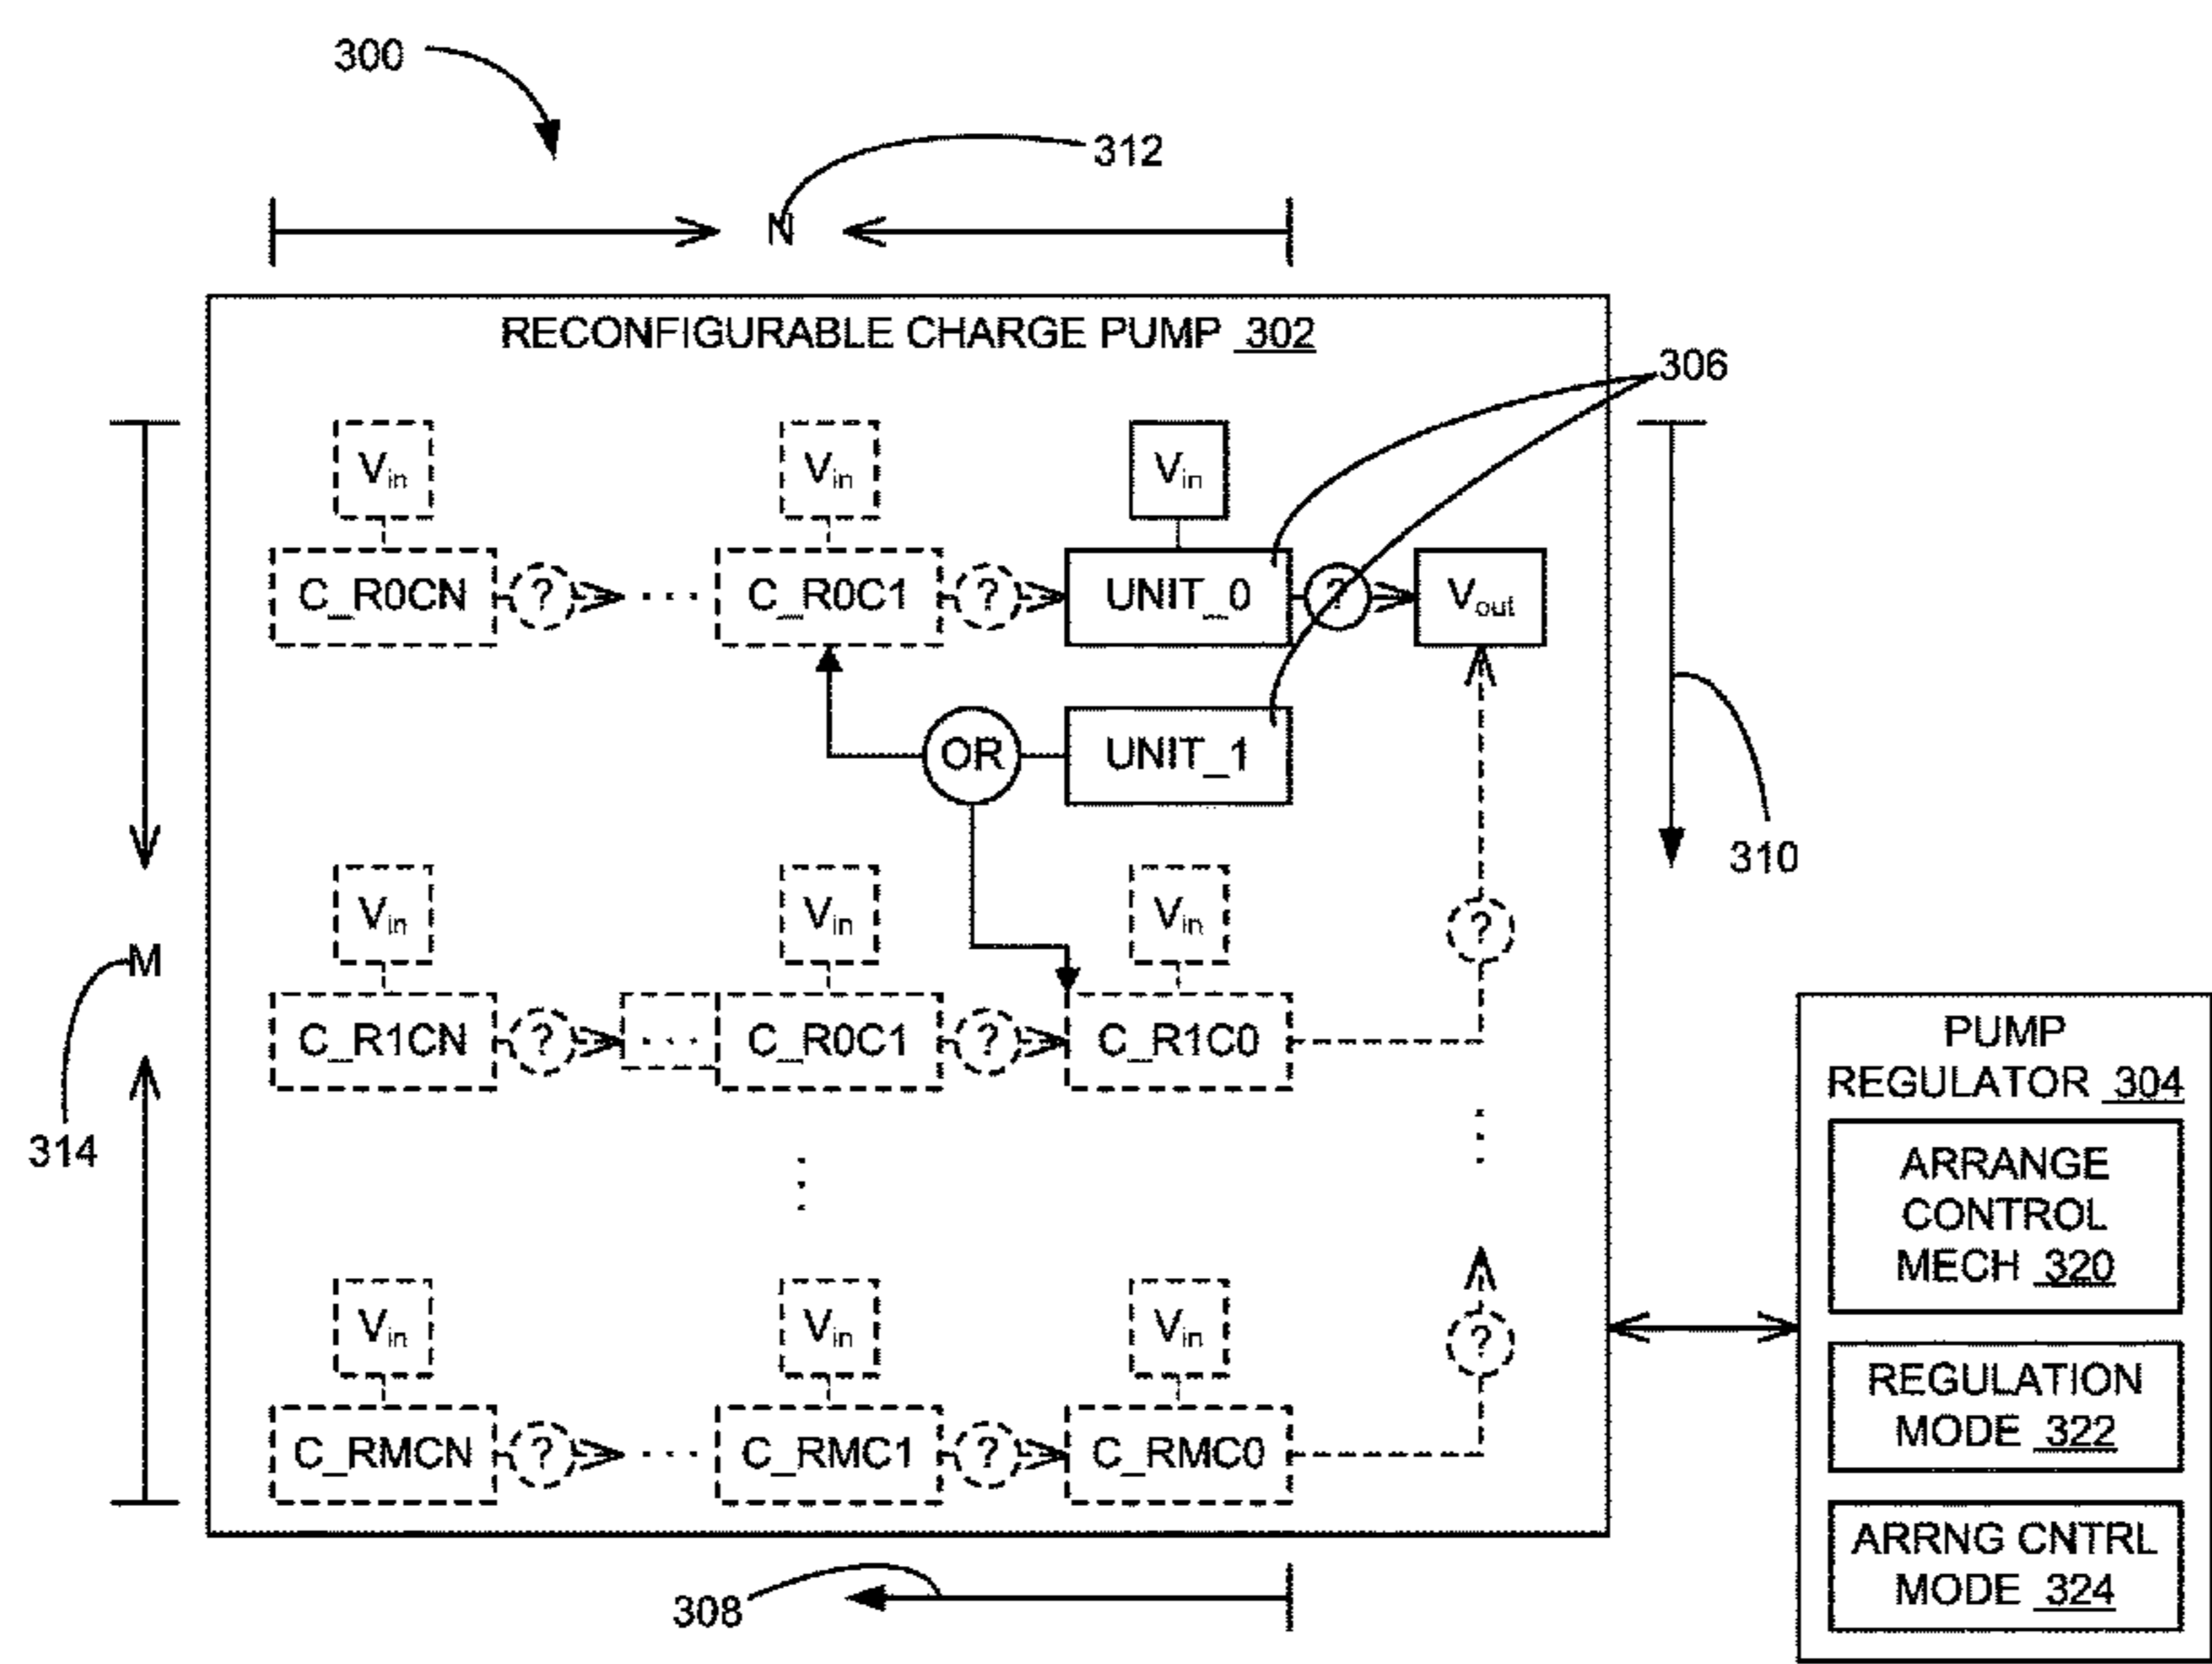 300
312
N
RECONFIGURABLE CHARGE PUMP 302
306
Vin Vin Vin
C_R0CN ? ... C_R0C1 ? UNIT_0 ? Vout
OR UNIT_1
310
Vin Vin Vin ?
M
C_R1CN ? ... C_R0C1 ? C_R1C0
314
PUMP
REGULATOR 304
ARRANGE
CONTROL
MECH 320
Vin Vin Vin ?
REGULATION
MODE 322
C_RMCN ? ... C_RMC1 ? C_RMC0
ARRNG CNTRL
MODE 324
308